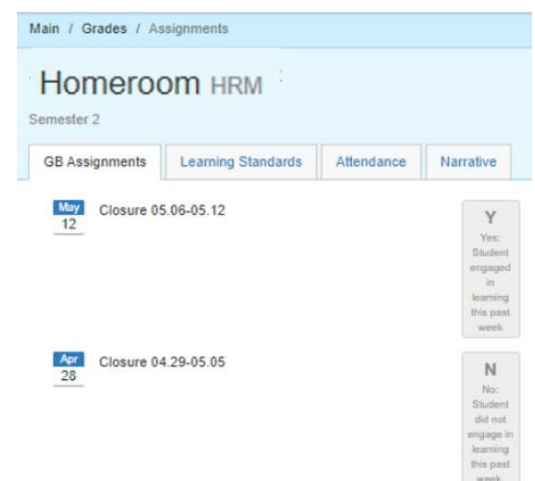 Main / Grades / Assignments
Homeroom HRM
Semester 2
GB Assignments Learning Standards Attendance Narrative
May
12
Closure 05.06-05.12
Y
Yes:
Student
engaged
in
learning
this past
week
Apr
28
Closure 04.29-05.05
N
No:
Student
did not
engage in
learning
this past
week